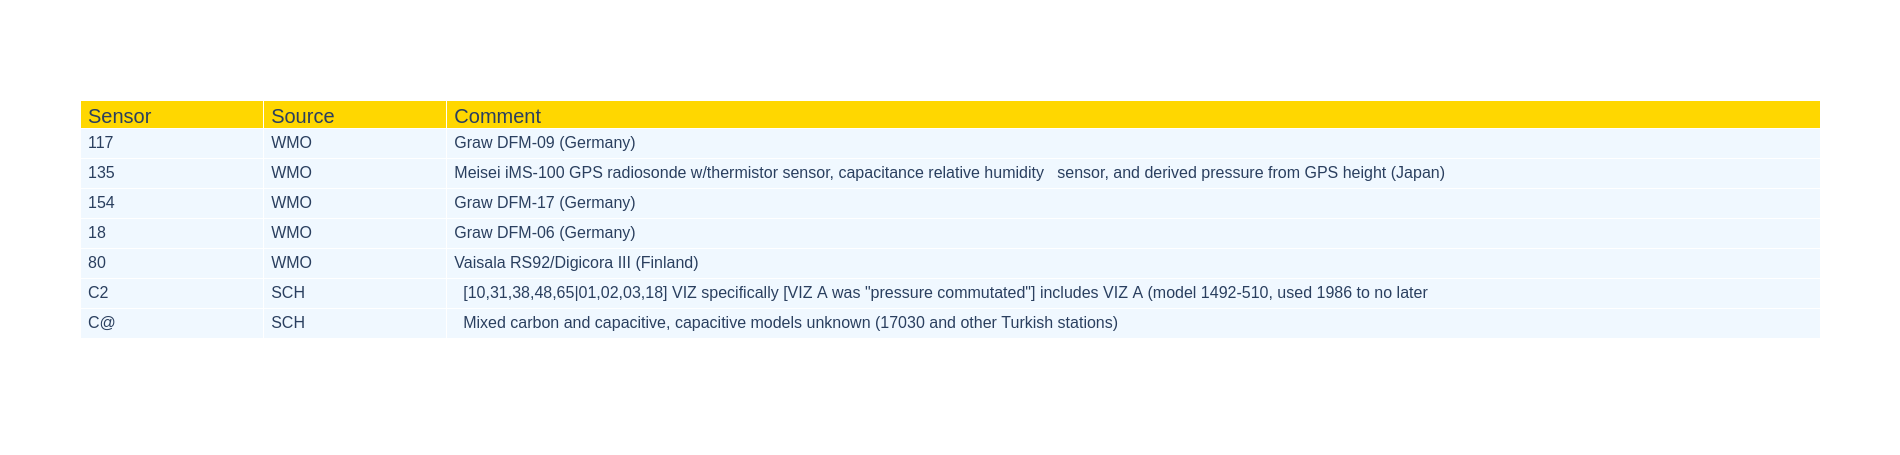 Sensor Source Comment
117 WMO Graw DFM-09 (Germany)
135 WMO Meisei iMS-100 GPS radiosonde w/thermistor sensor, capacitance relative humidity   sensor, and derived pressure from GPS height (Japan)
154 WMO Graw DFM-17 (Germany)
18 WMO Graw DFM-06 (Germany)
80 WMO Vaisala RS92/Digicora III (Finland)
C2 SCH [10,31,38,48,65|01,02,03,18] VIZ specifically [VIZ A was "pressure commutated"] includes VIZ A (model 1492-510, used 1986 to no later
C@ SCH Mixed carbon and capacitive, capacitive models unknown (17030 and other Turkish stations)